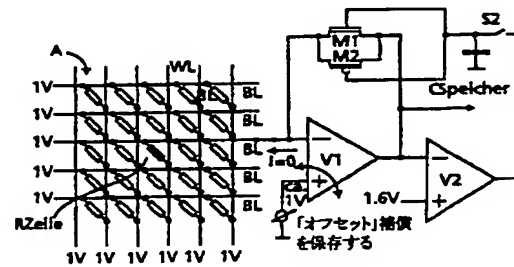 A
WL
M1
M2
S2
CSpeicher
1V
BL
1V
BL
1V
BL
1V
BL
1V
BL
RZelle
1V 1V 1V 1V 1V 1V
i=0
V1
ca.
1V
V2
1.6V
「オフセット」補償
を保存する